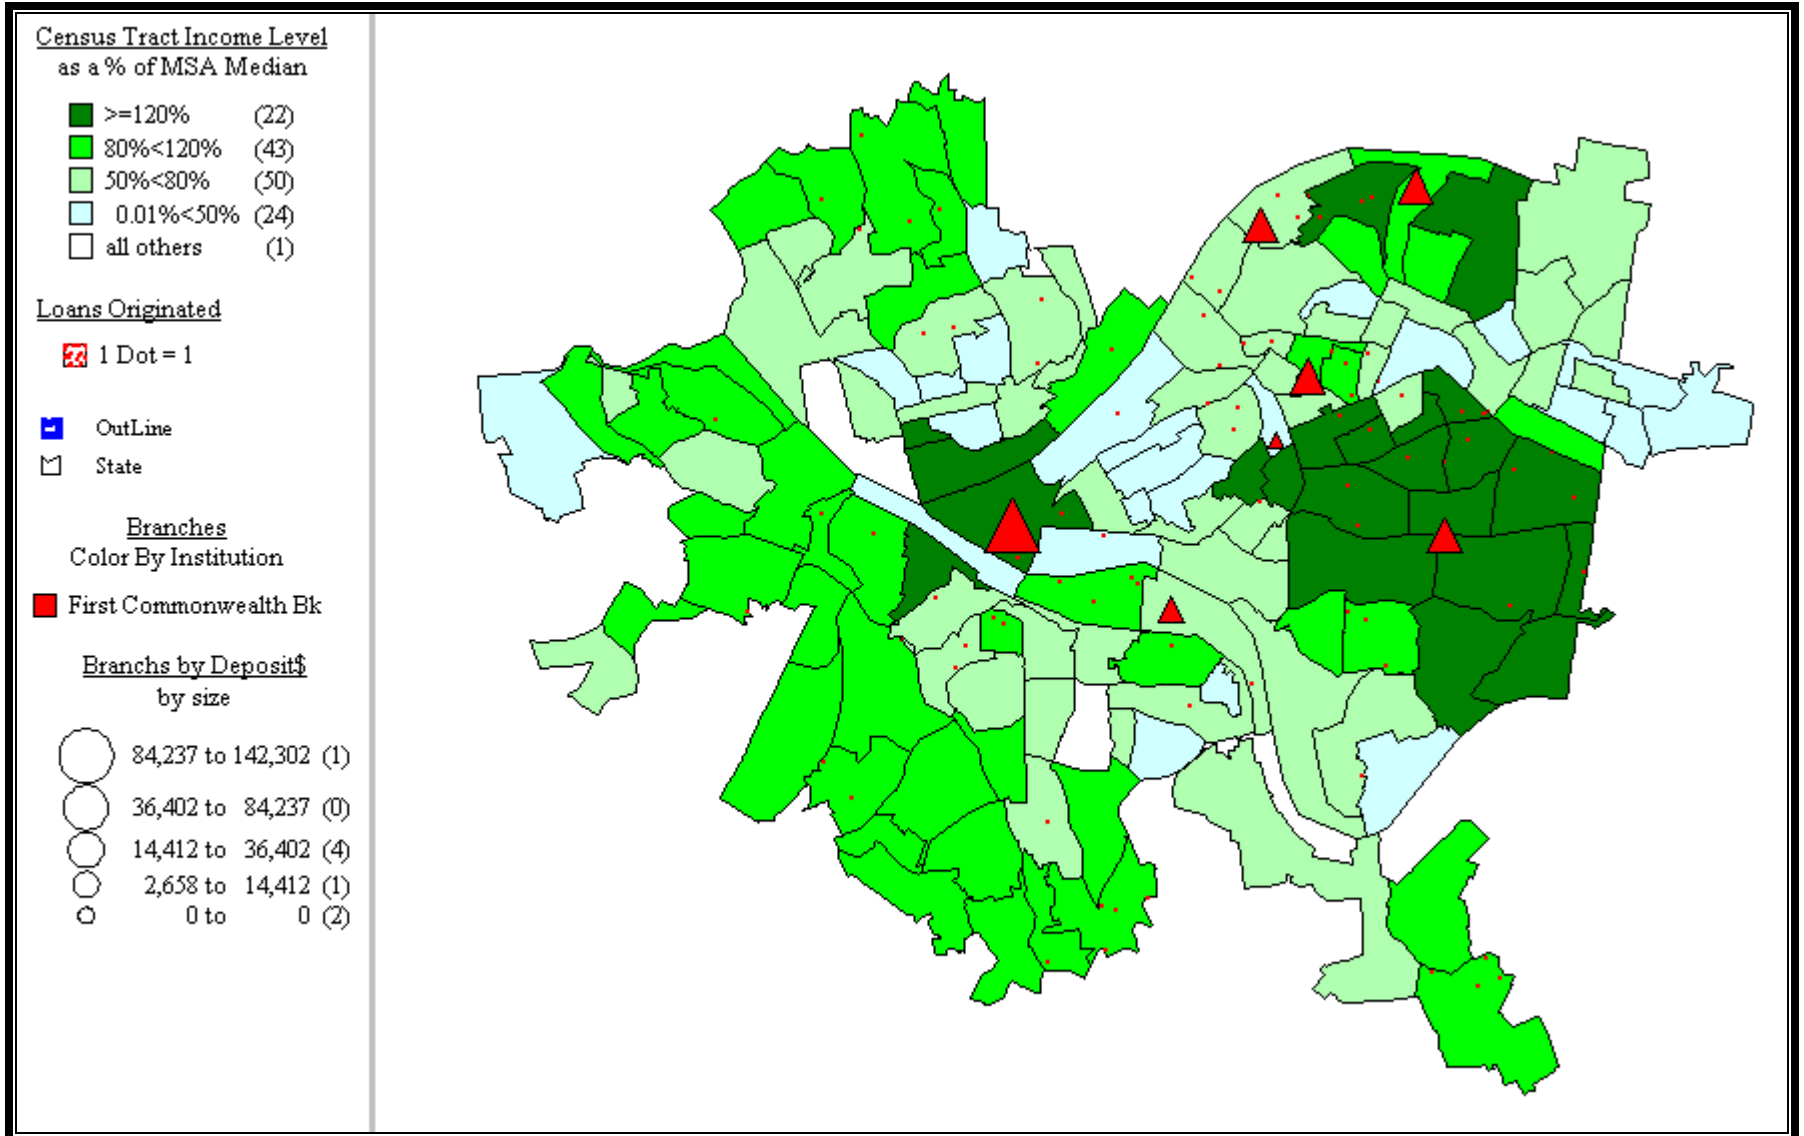 Census Tract Income Level
as a % of MSA Median
>=120% (22)
80%<120% (43)
50%<80% (50)
0.01%<50% (24)
all others (1)
Loans Originated
1 Dot = 1
OutLine
State
Branches
Color By Institution
First Commonwealth Bk
Branchs by Deposit$
by size
84,237 to 142,302 (1)
36,402 to 84,237 (0)
14,412 to 36,402 (4)
2,658 to 14,412 (1)
0 to 0 (2)